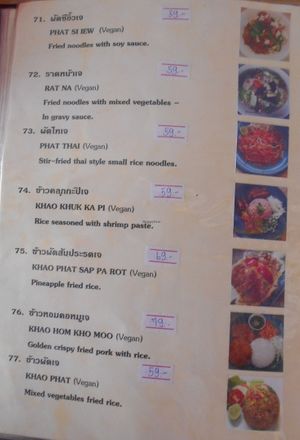 71. ผัดซีอิ้วเจ 59.-
PHAT SI IEW (Vegan)
Fried noodles with soy sauce.
72. ราดหน้าเจ 59.-
RAT NA (Vegan)
Fried noodles with mixed vegetables –
In gravy sauce.
73. ผัดไทเจ 59.-
PHAT THAI (Vegan)
Stir-fried thai style small rice noodles.
74. ข้าวคลุกกะปิเจ 59.-
KHAO KHUK KA PI (Vegan)
Rice seasoned with shrimp paste.
75. ข้าวผัดสับปะรดเจ 69.-
KHAO PHAT SAP PA ROT (Vegan)
Pineapple fried rice.
76. ข้าวหอมคอหมูเจ 79.-
KHAO HOM KHO MOO (Vegan)
Golden crispy fried pork with rice.
77. ข้าวผัดเจ 59.-
KHAO PHAT (Vegan)
Mixed vegetables fried rice.